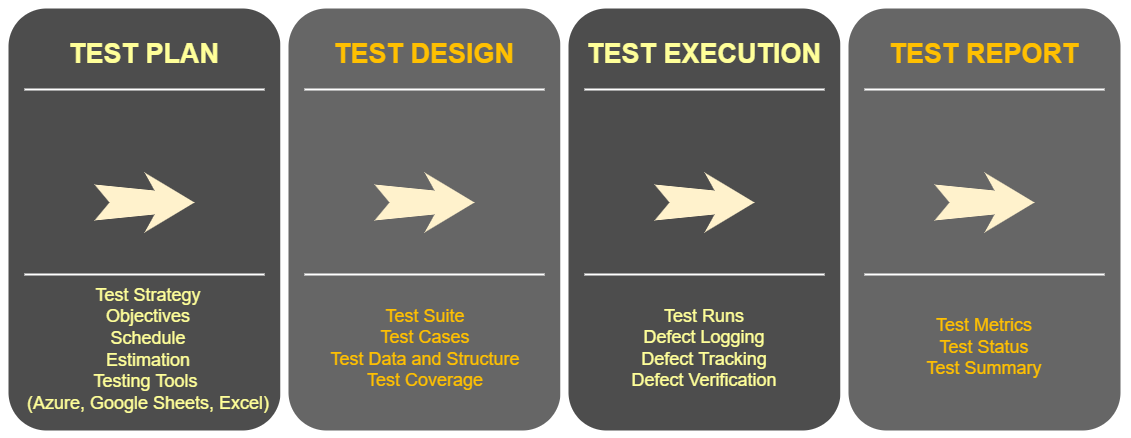 TEST PLAN
Test Strategy
Objectives
Schedule
Estimation
Testing Tools
(Azure, Google Sheets, Excel)
TEST DESIGN
Test Suite
Test Cases
Test Data and Structure
Test Coverage
TEST EXECUTION
Test Runs
Defect Logging
Defect Tracking
Defect Verification
TEST REPORT
Test Metrics
Test Status
Test Summary